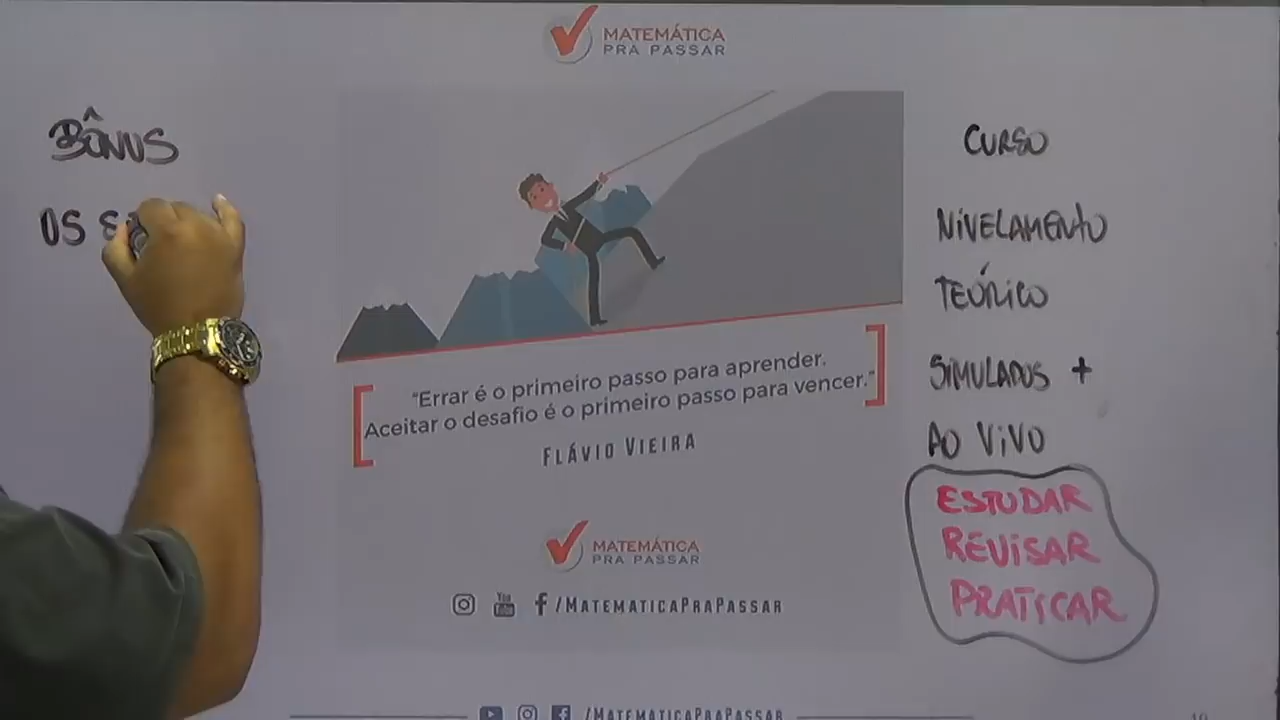 MATEMÁTICA
PRA PASSAR
BÔNUS
OS
"Errar é o primeiro passo para aprender.
Aceitar o desafio é o primeiro passo para vencer."
FLÁVIO VIEIRA
MATEMÁTICA
PRA PASSAR
/MATEMATICAPRAPASSAR
CURSO
NIVELAMENTO
TEÓRICO
SIMULADOS +
AO VIVO
ESTUDAR
REVISAR
PRATICAR
/MATEMATICAPRAPASSAR